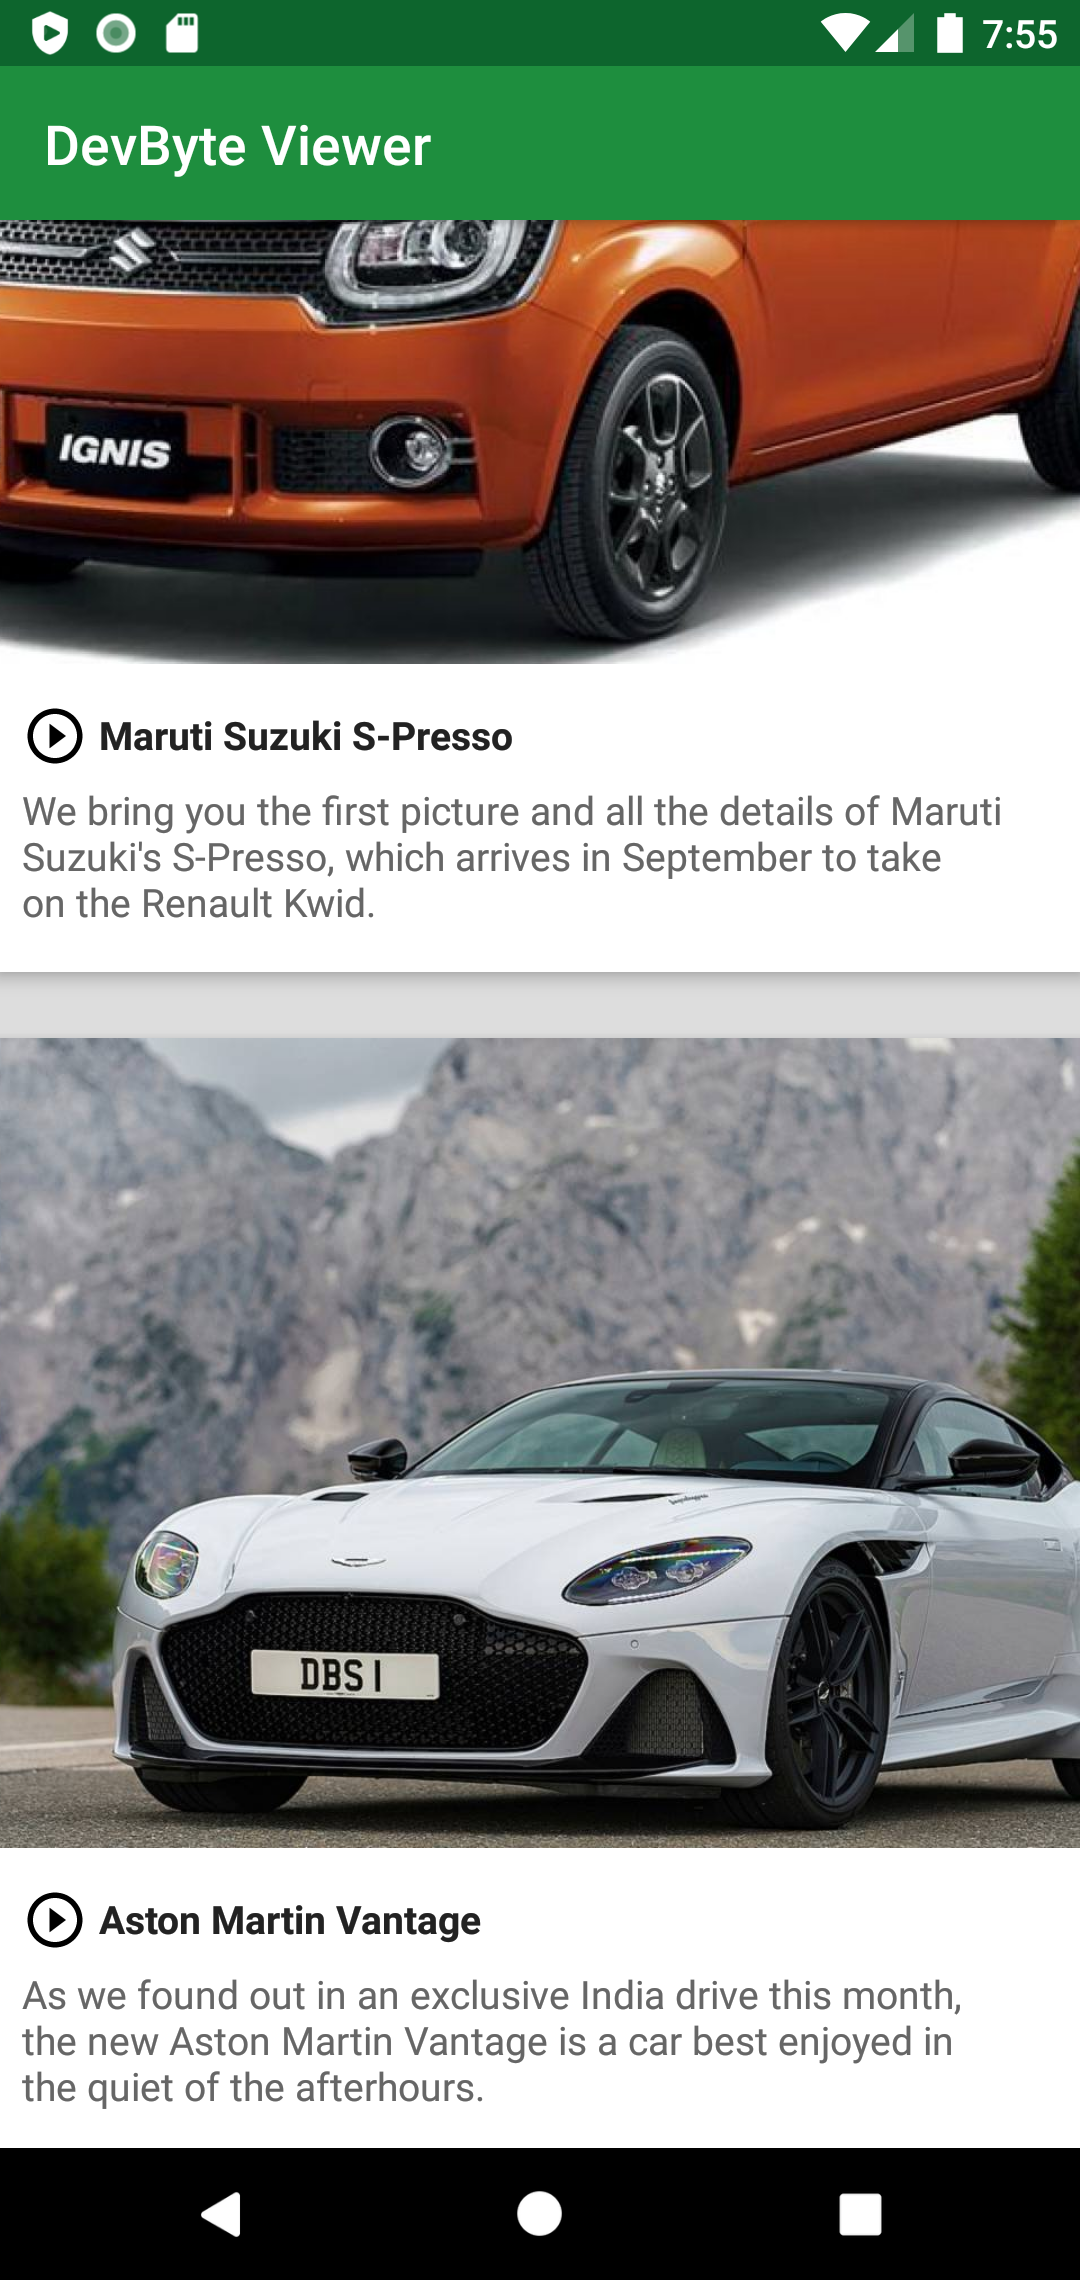 7:55
DevByte Viewer
IGNIS
Maruti Suzuki S-Presso
We bring you the first picture and all the details of Maruti
Suzuki's S-Presso, which arrives in September to take
on the Renault Kwid.
DBS 1
Aston Martin Vantage
As we found out in an exclusive India drive this month,
the new Aston Martin Vantage is a car best enjoyed in
the quiet of the afterhours.